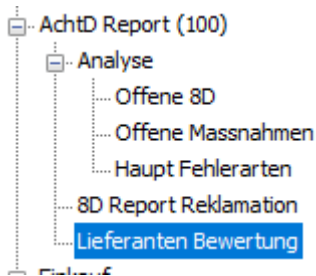 AchtD Report (100)
Analyse
Offene 8D
Offene Massnahmen
Haupt Fehlerarten
8D Report Reklamation
Lieferanten Bewertung